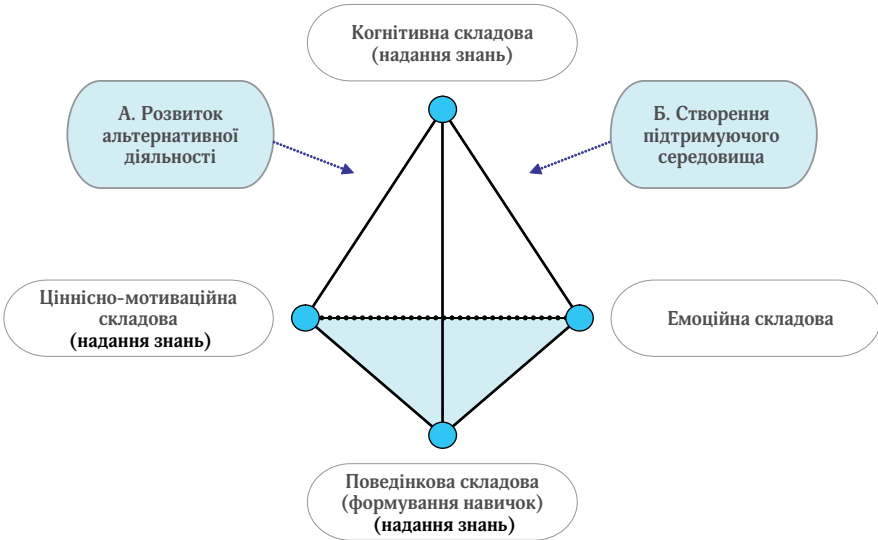 Когнітивна складова
(надання знань)
А. Розвиток
альтернативної
діяльності
Б. Створення
підтримуючого
середовища
Ціннісно-мотиваційна
складова
(надання знань)
Емоційна складова
Поведінкова складова
(формування навичок)
(надання знань)